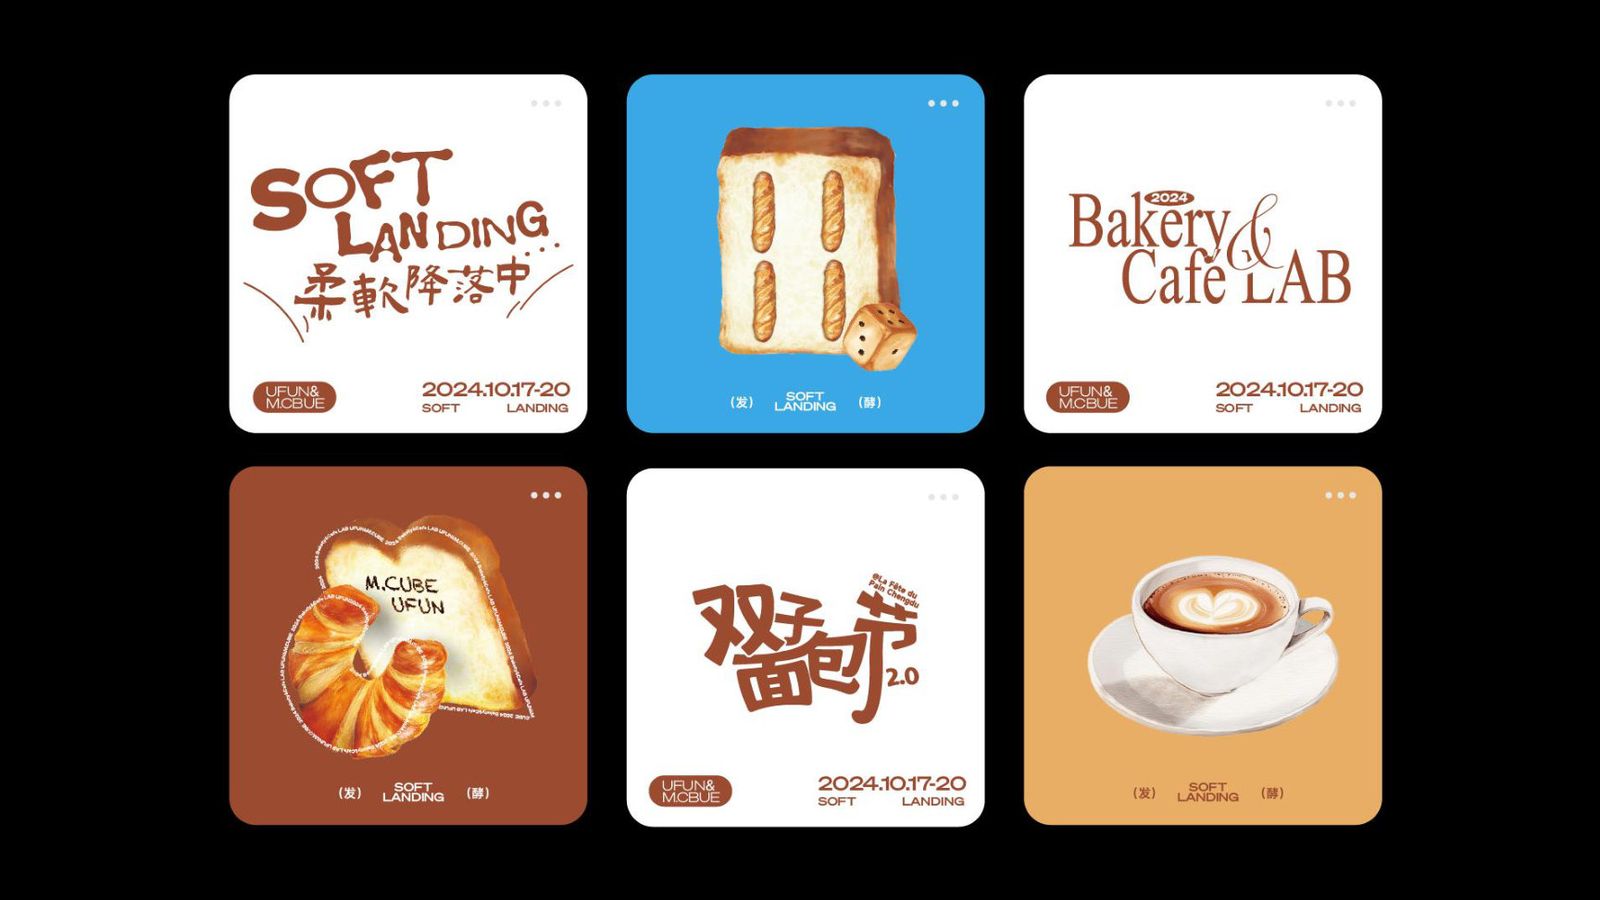 SOFT
LANDING
柔軟降落中...
UFUN&
M.CBUE
2024.10.17-20
SOFT LANDING
(发) SOFT
LANDING (酵)
2024
Bakery &
Cafe LAB
UFUN&
M.CBUE
2024.10.17-20
SOFT LANDING
M.CUBE
UFUN
(发) SOFT
LANDING (酵)
@La Fête du
Pain Chengdu
双子
面包节
2.0
UFUN&
M.CBUE
2024.10.17-20
SOFT LANDING
(发) SOFT
LANDING (酵)